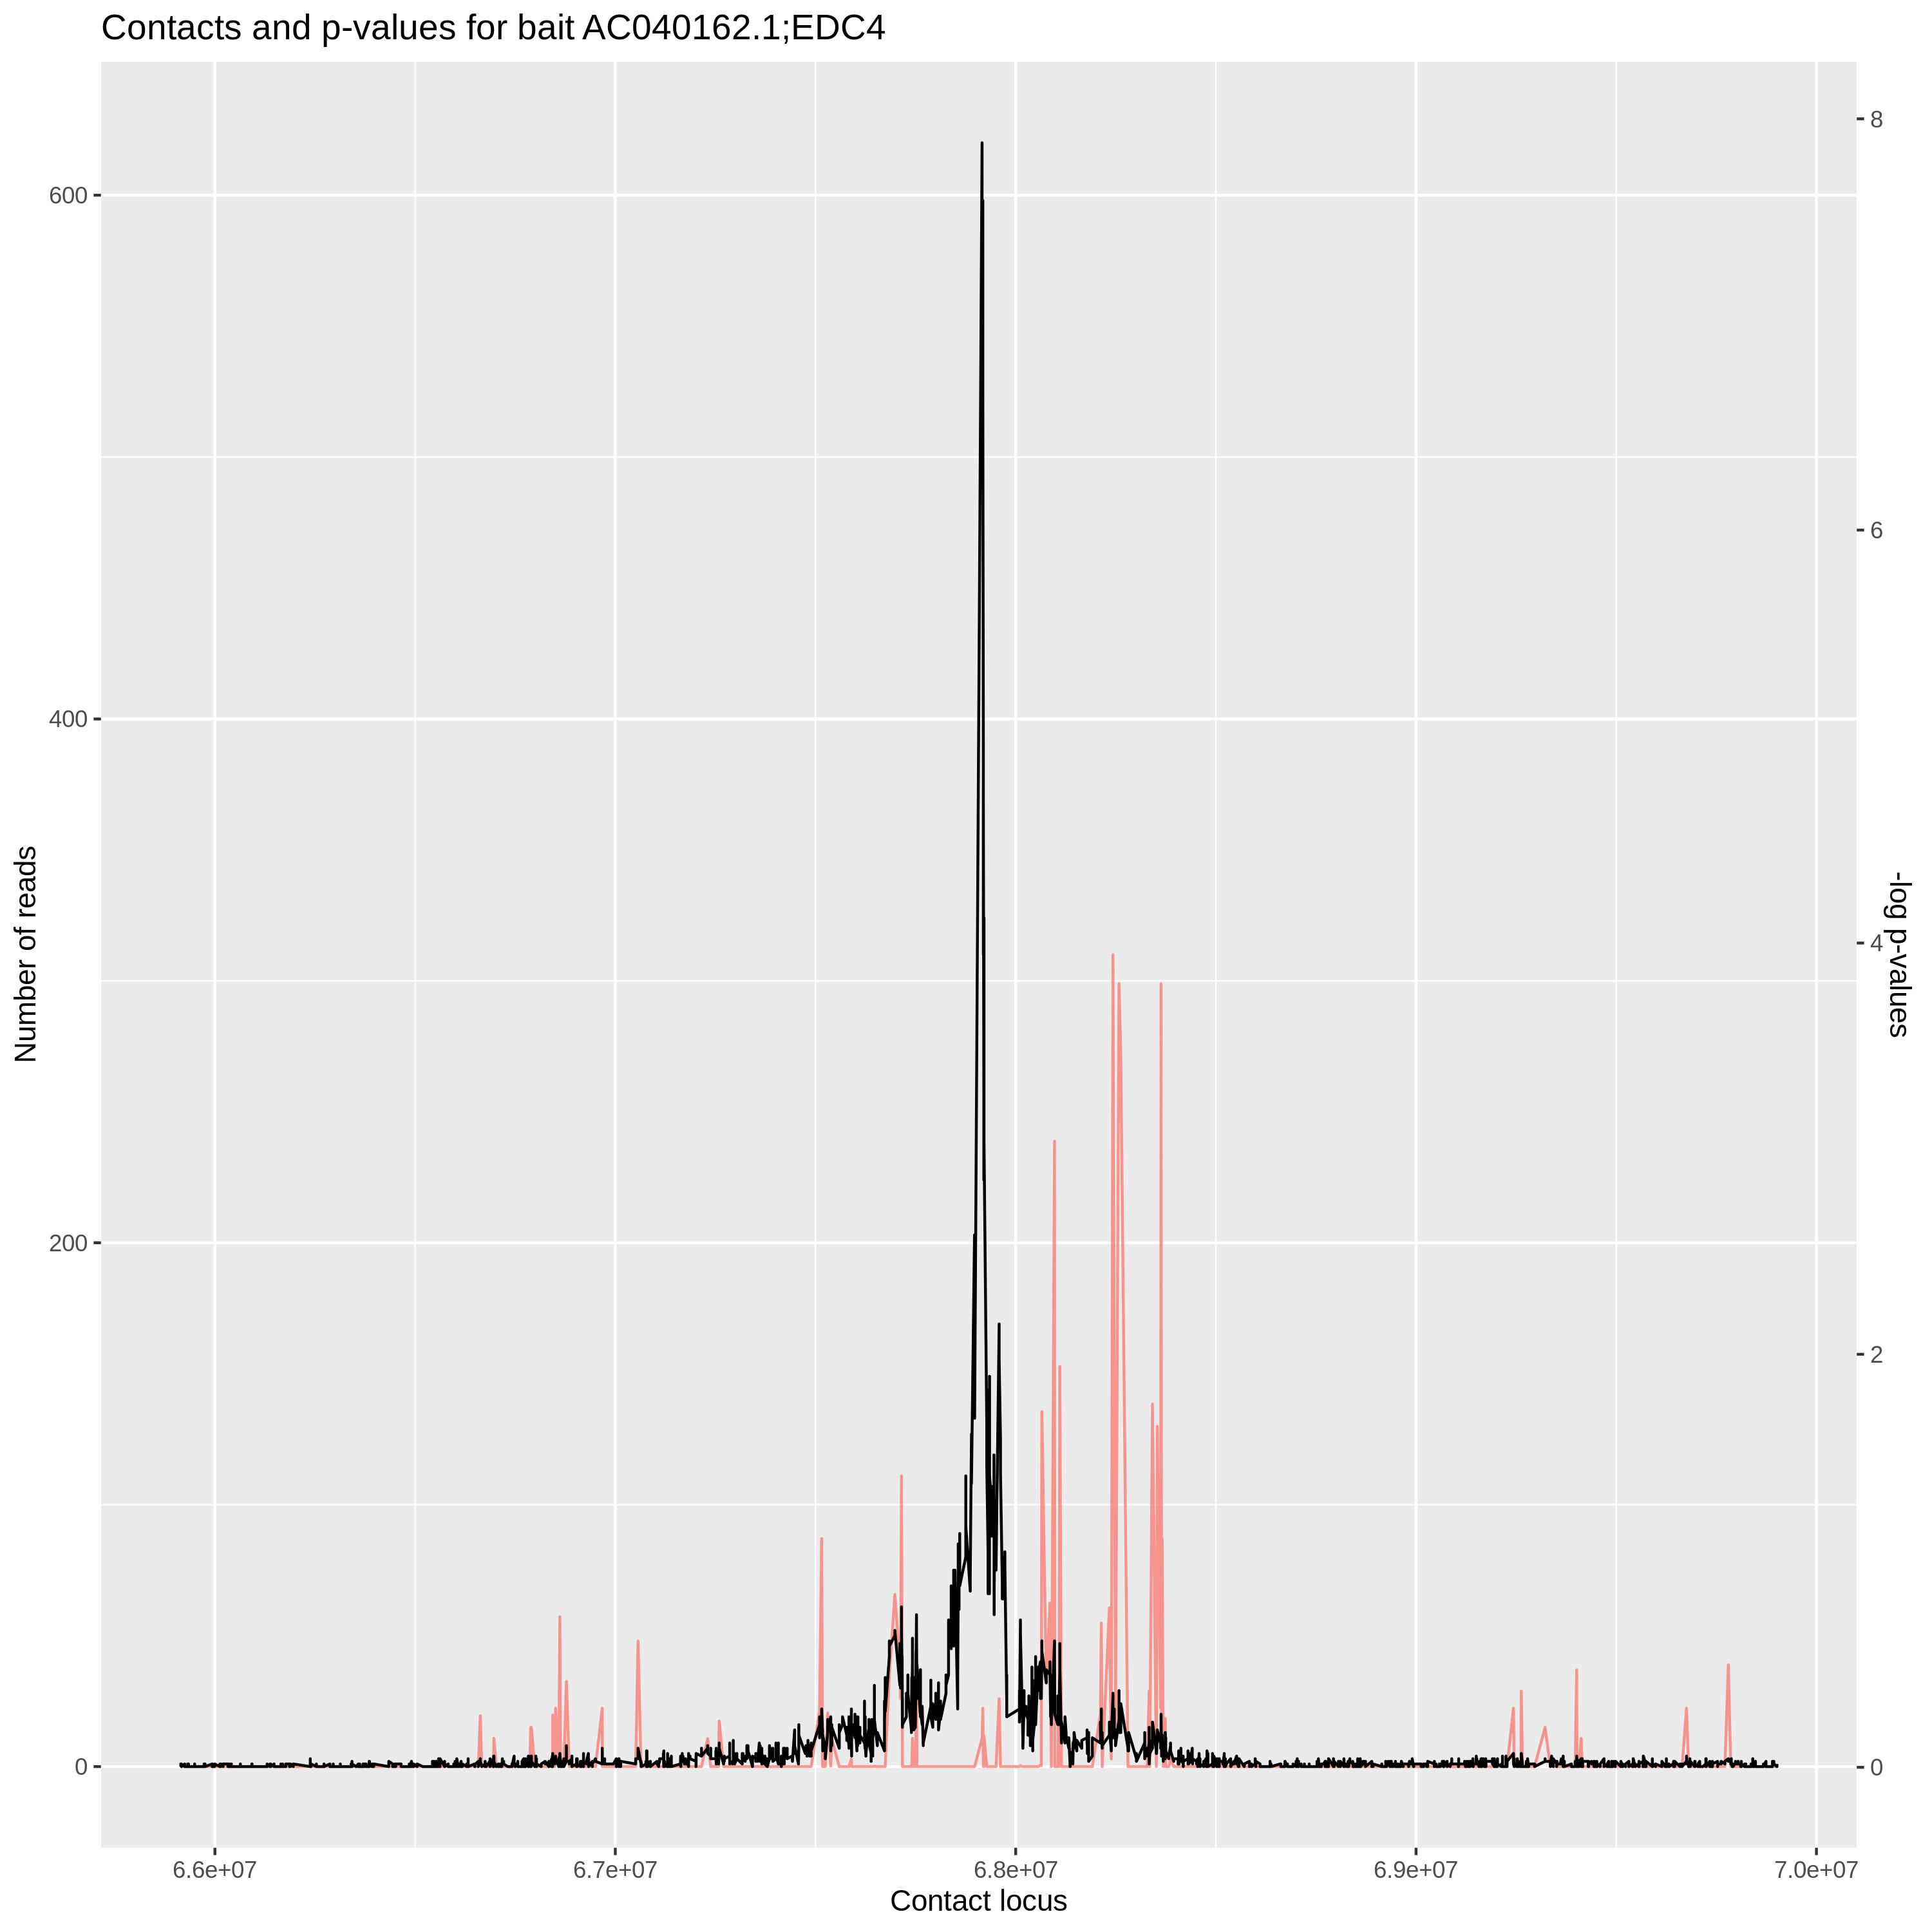 Contacts and p-values for bait AC040162.1;EDC4
600
400
200
0
Number of reads
8
6
4
2
0
-log p-values
6.6e+07
6.7e+07
6.8e+07
6.9e+07
7.0e+07
Contact locus